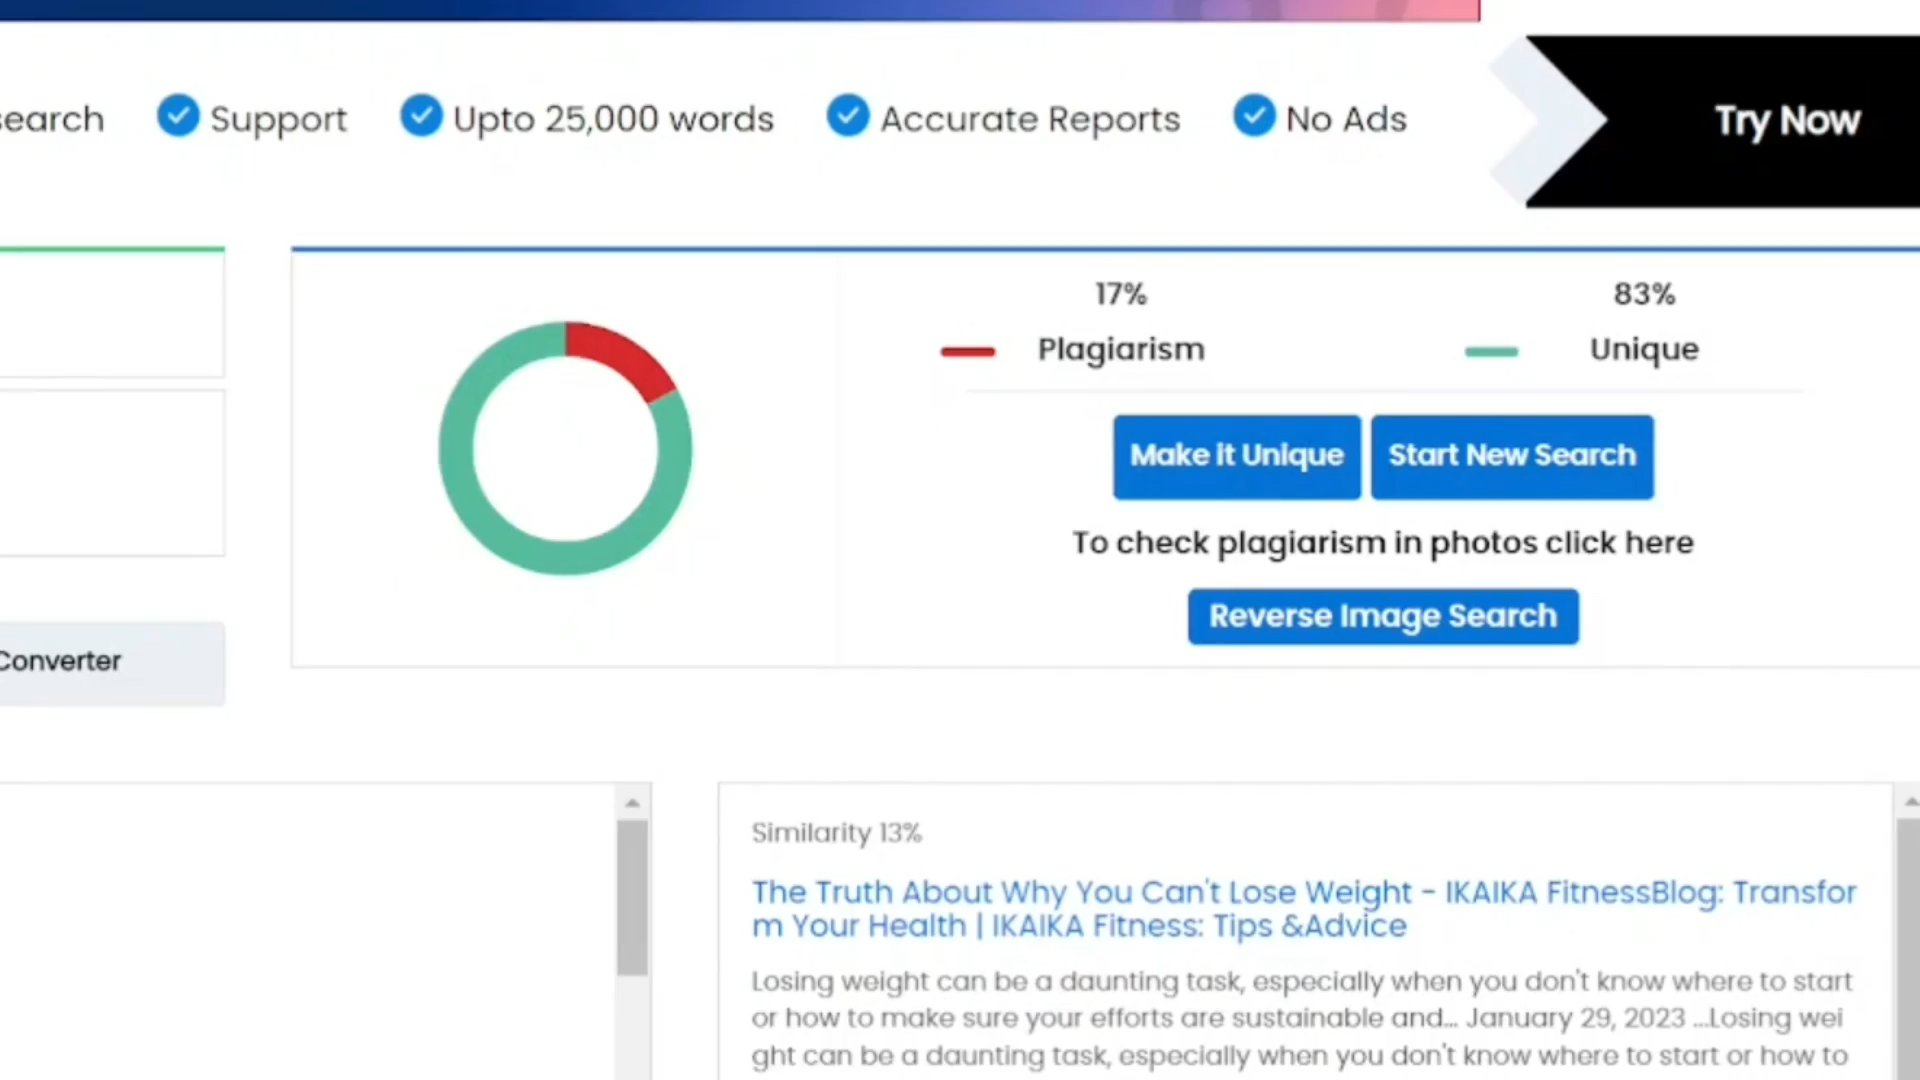 search Support Upto 25,000 words Accurate Reports No Ads Try Now
17% 83%
Plagiarism Unique
Make it Unique Start New Search
To check plagiarism in photos click here
Reverse Image Search
Converter
Similarity 13%
The Truth About Why You Can't Lose Weight - IKAIKA FitnessBlog: Transfor
m Your Health | IKAIKA Fitness: Tips &Advice
Losing weight can be a daunting task, especially when you don't know where to start
or how to make sure your efforts are sustainable and... January 29, 2023 ...Losing wei
ght can be a daunting task, especially when you don't know where to start or how to